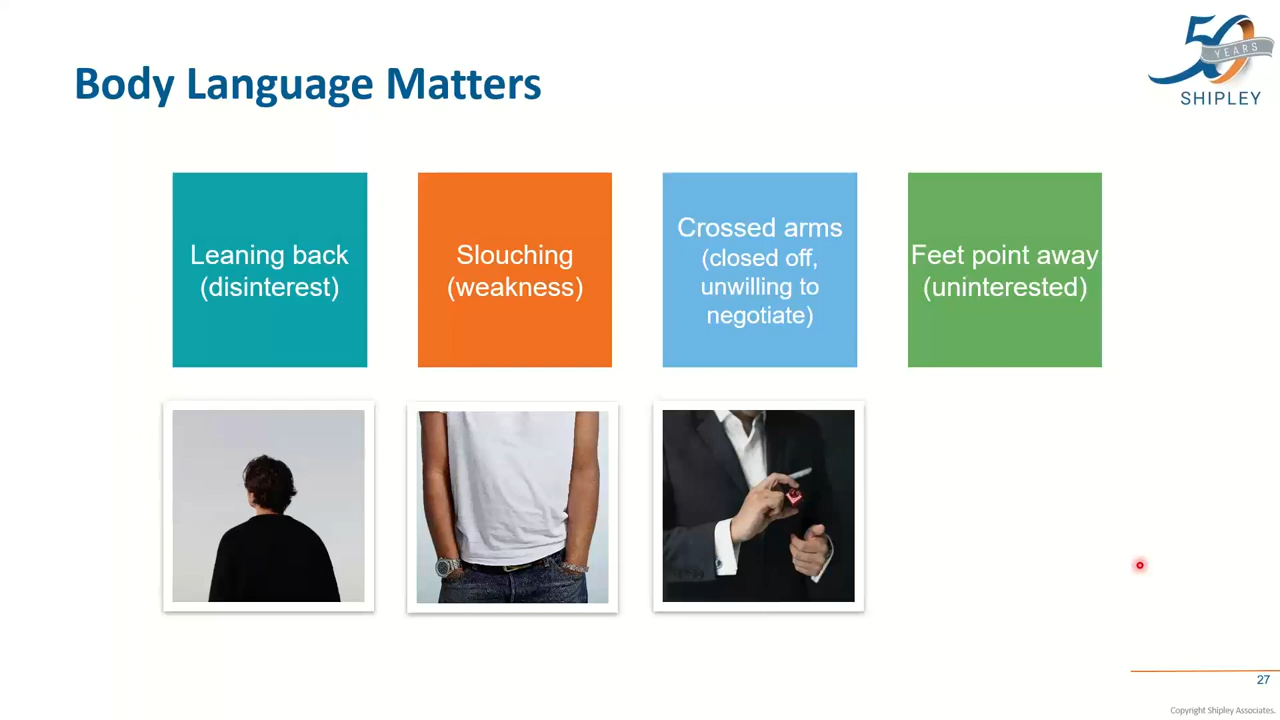 Body Language Matters
50
YEARS
SHIPLEY
Leaning back
(disinterest)
Slouching
(weakness)
Crossed arms
(closed off,
unwilling to
negotiate)
Feet point away
(uninterested)
27
Copyright Shipley Associates.